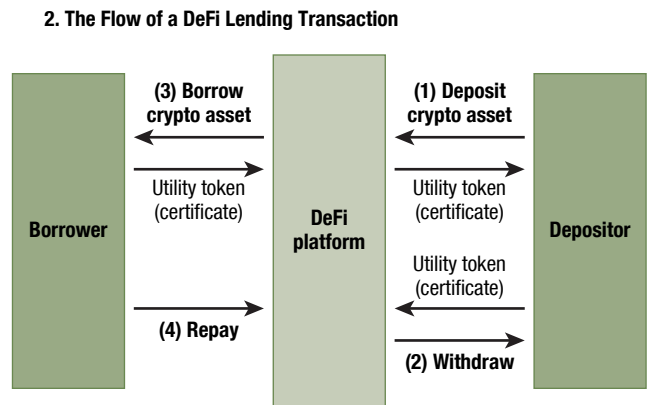 2. The Flow of a DeFi Lending Transaction
(3) Borrow
crypto asset
(1) Deposit
crypto asset
Utility token
(certificate)
Utility token
(certificate)
Borrower
DeFi
platform
Depositor
Utility token
(certificate)
(4) Repay
(2) Withdraw